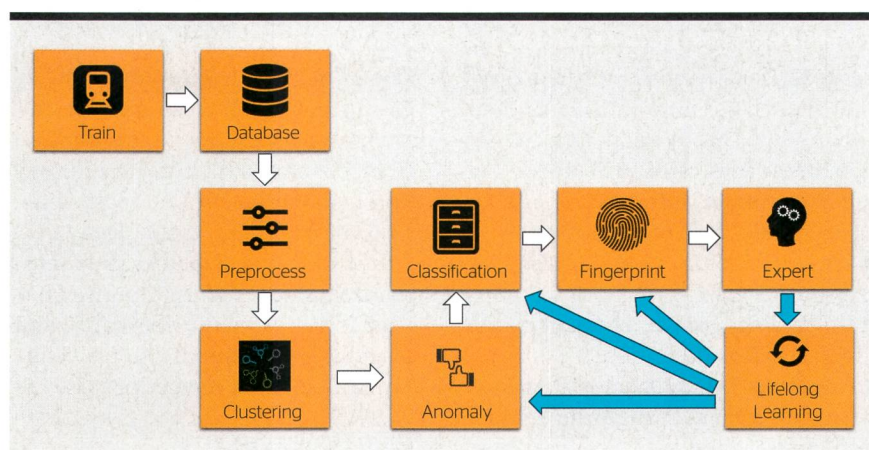 Train
Database
Preprocess
Classification
Fingerprint
Expert
Clustering
Anomaly
Lifelong
Learning